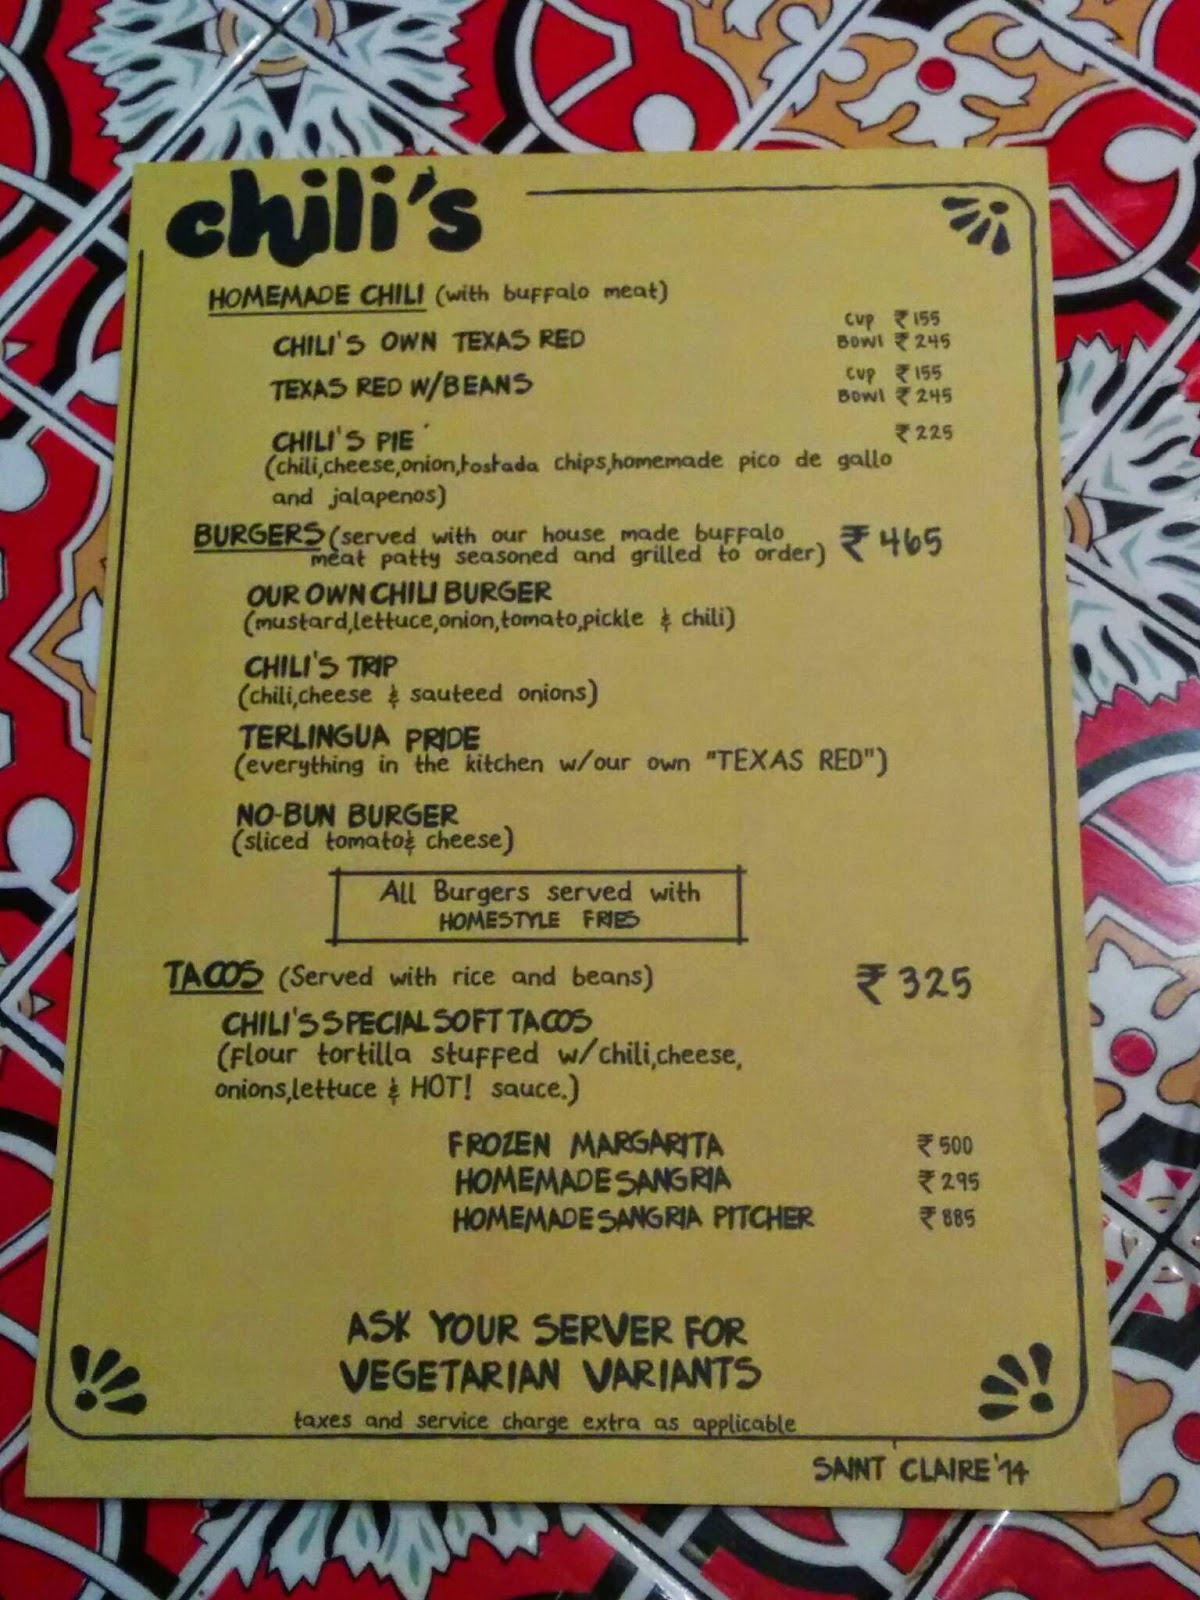 chili's
HOMEMADE CHILI (with buffalo meat)
CHILI'S OWN TEXAS RED
Cup ₹ 155
Bowl ₹ 245
TEXAS RED W/BEANS
Cup ₹ 155
Bowl ₹ 245
CHILI'S PIE ₹ 225
(chili,cheese,onion,tostada chips,homemade pico de gallo
and jalapenos)
BURGERS (served with our house made buffalo
meat patty seasoned and grilled to order) ₹ 465
OUR OWN CHILI BURGER
(mustard,lettuce,onion,tomato,pickle & chili)
CHILI'S TRIP
(chili,cheese & sauteed onions)
TERLINGUA PRIDE
(everything in the kitchen w/our own "TEXAS RED")
NO-BUN BURGER
(sliced tomato& cheese)
All Burgers served with
HOMESTYLE FRIES
TACOS (Served with rice and beans) ₹ 325
CHILI'S SPECIAL SOFT TACOS
(flour tortilla stuffed w/chili,cheese,
onions,lettuce & HOT! sauce.)
FROZEN MARGARITA ₹ 500
HOMEMADE SANGRIA ₹ 295
HOMEMADE SANGRIA PITCHER ₹ 885
ASK YOUR SERVER FOR
VEGETARIAN VARIANTS
taxes and service charge extra as applicable
SAINT CLAIRE '14